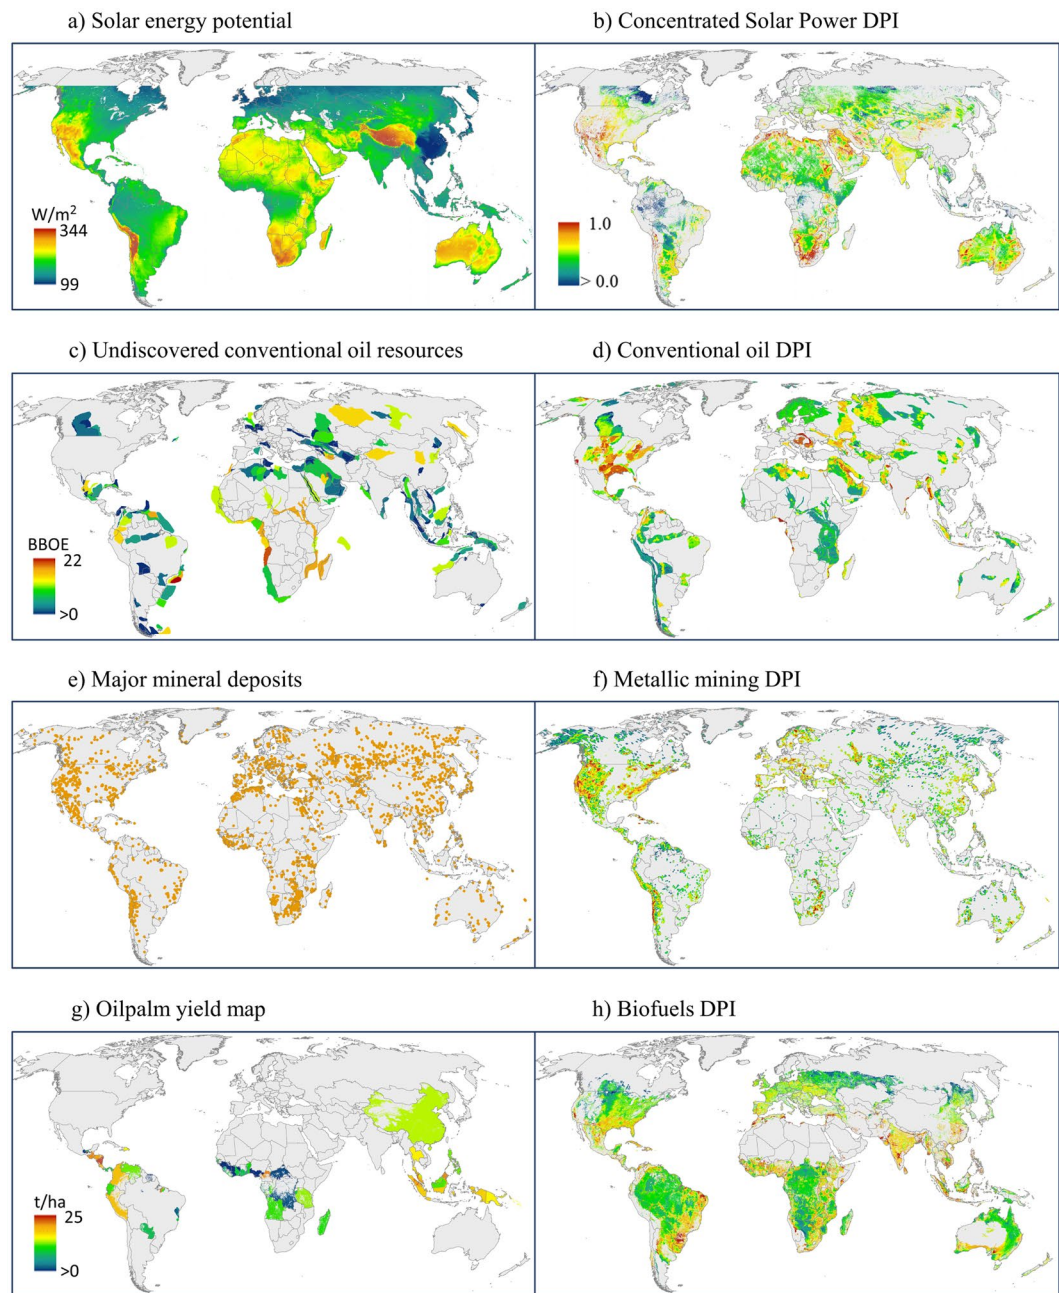 a) Solar energy potential
b) Concentrated Solar Power DPI
W/m²
344
99
1.0
> 0.0
c) Undiscovered conventional oil resources
d) Conventional oil DPI
BBOE
22
>0
e) Major mineral deposits
f) Metallic mining DPI
g) Oilpalm yield map
h) Biofuels DPI
t/ha
25
>0